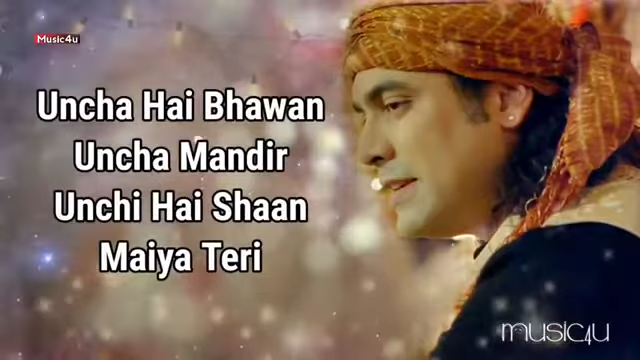 Music4u
Uncha Hai Bhawan
Uncha Mandir
Unchi Hai Shaan
Maiya Teri
music4u